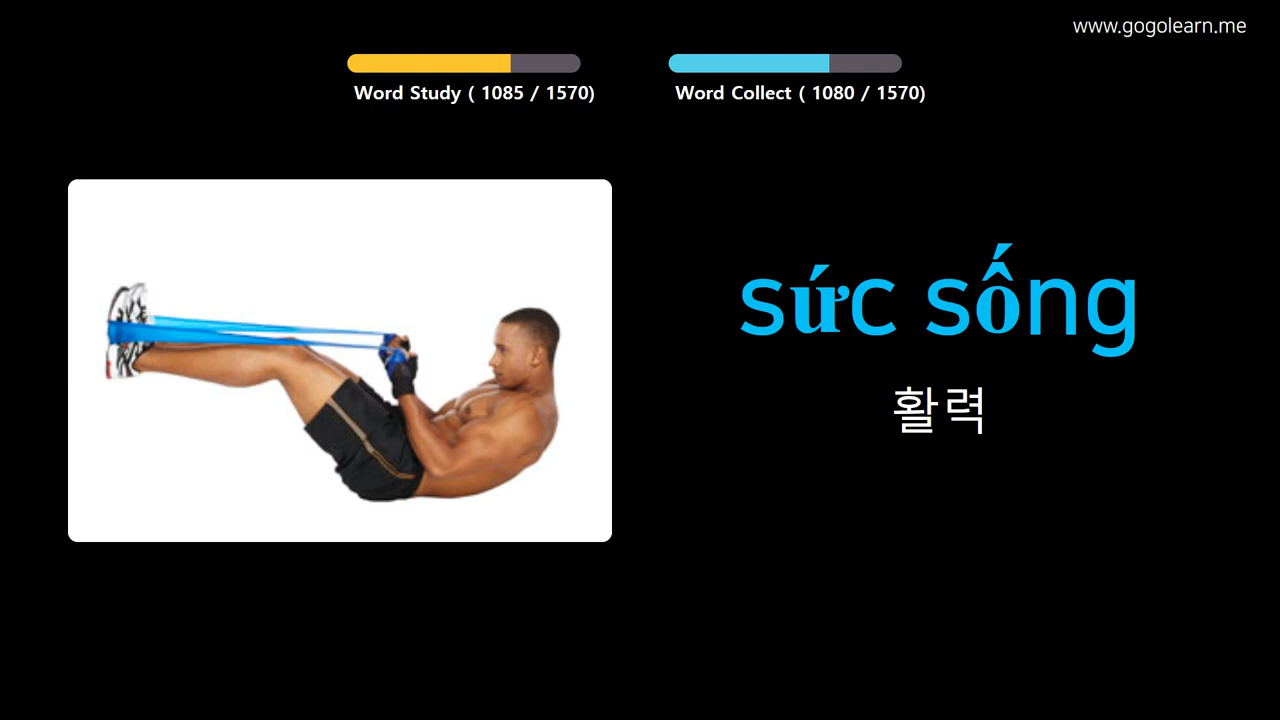 www.gogolearn.me
Word Study ( 1085 / 1570)
Word Collect ( 1080 / 1570)
sức sống
활력